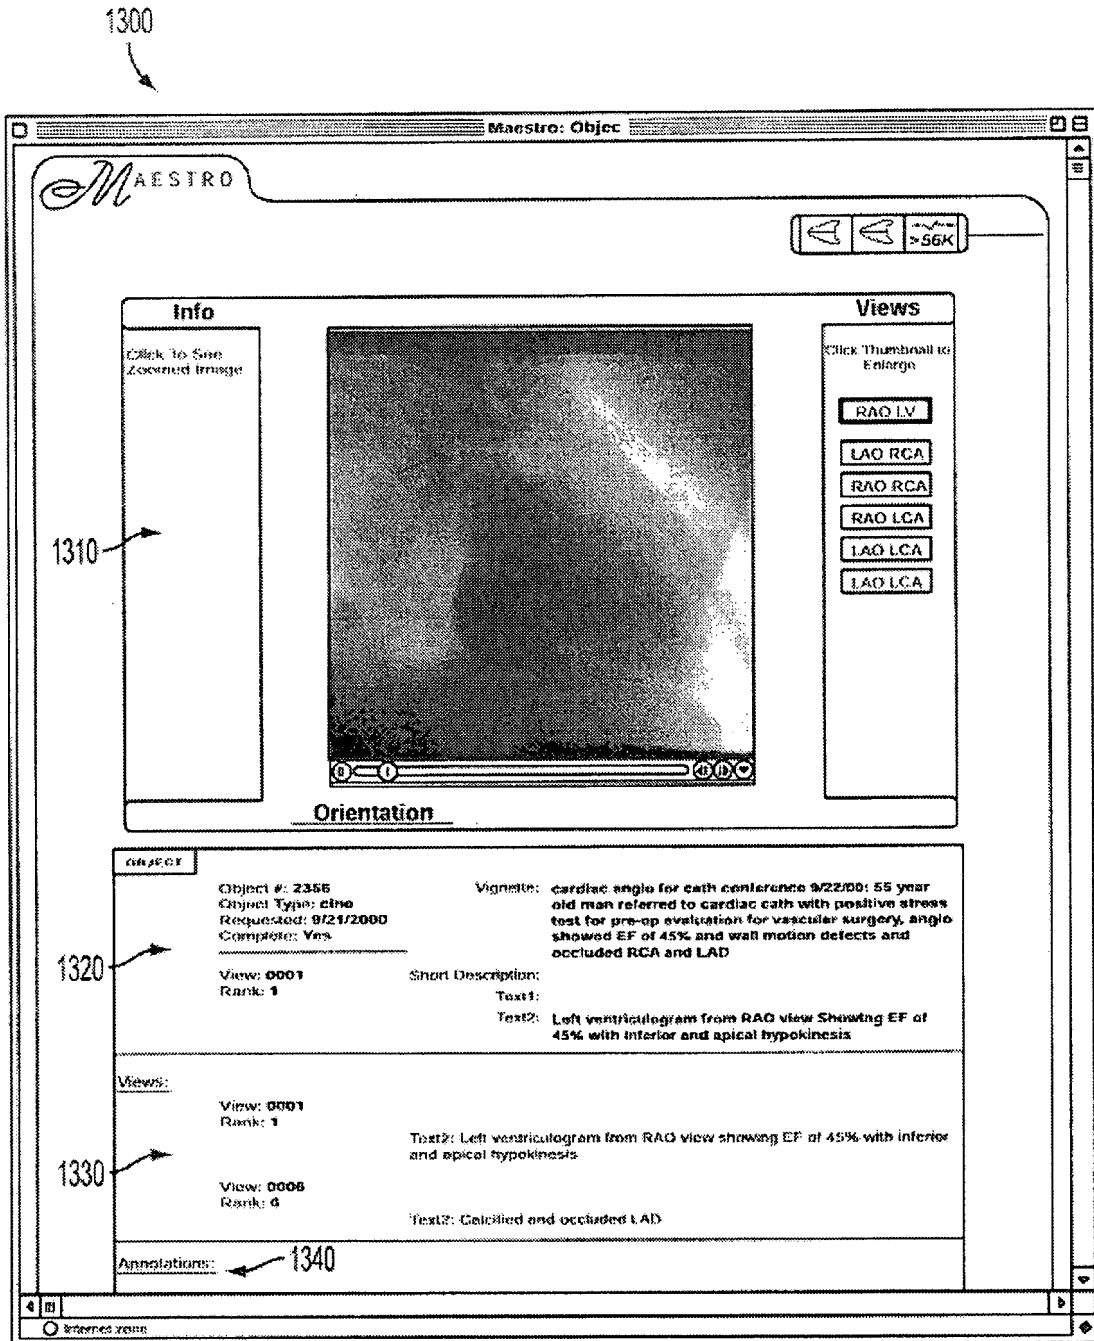 1300
Maestro: Objec
MAESTRO
>56K
Info
Views
Click To See
Zoomed Image
Click Thumbnail to
Enlarge
RAO LV
LAO RCA
RAO RCA
RAO LCA
LAO LCA
LAO LCA
1310
Orientation
OBJECT
Object #: 2356
Object Type: cine
Requested: 9/21/2000
Complete: Yes
Vignette: cardiac angio for cath conference 9/22/00: 55 year
old man referred to cardiac cath with positive stress
test for pre-op evaluation for vascular surgery, angio
showed EF of 45% and wall motion defects and
occluded RCA and LAD
1320
View: 0001
Rank: 1
Short Description:
Text1:
Text2: Left ventriculogram from RAO view Showing EF of
45% with inferior and apical hypokinesis
Views:
View: 0001
Rank: 1
Text2: Left ventriculogram from RAO view showing EF of 45% with inferior
and apical hypokinesis
1330
View: 0006
Rank:
Text2: Calcified and occluded LAD
Annotations:
1340
Internet zone